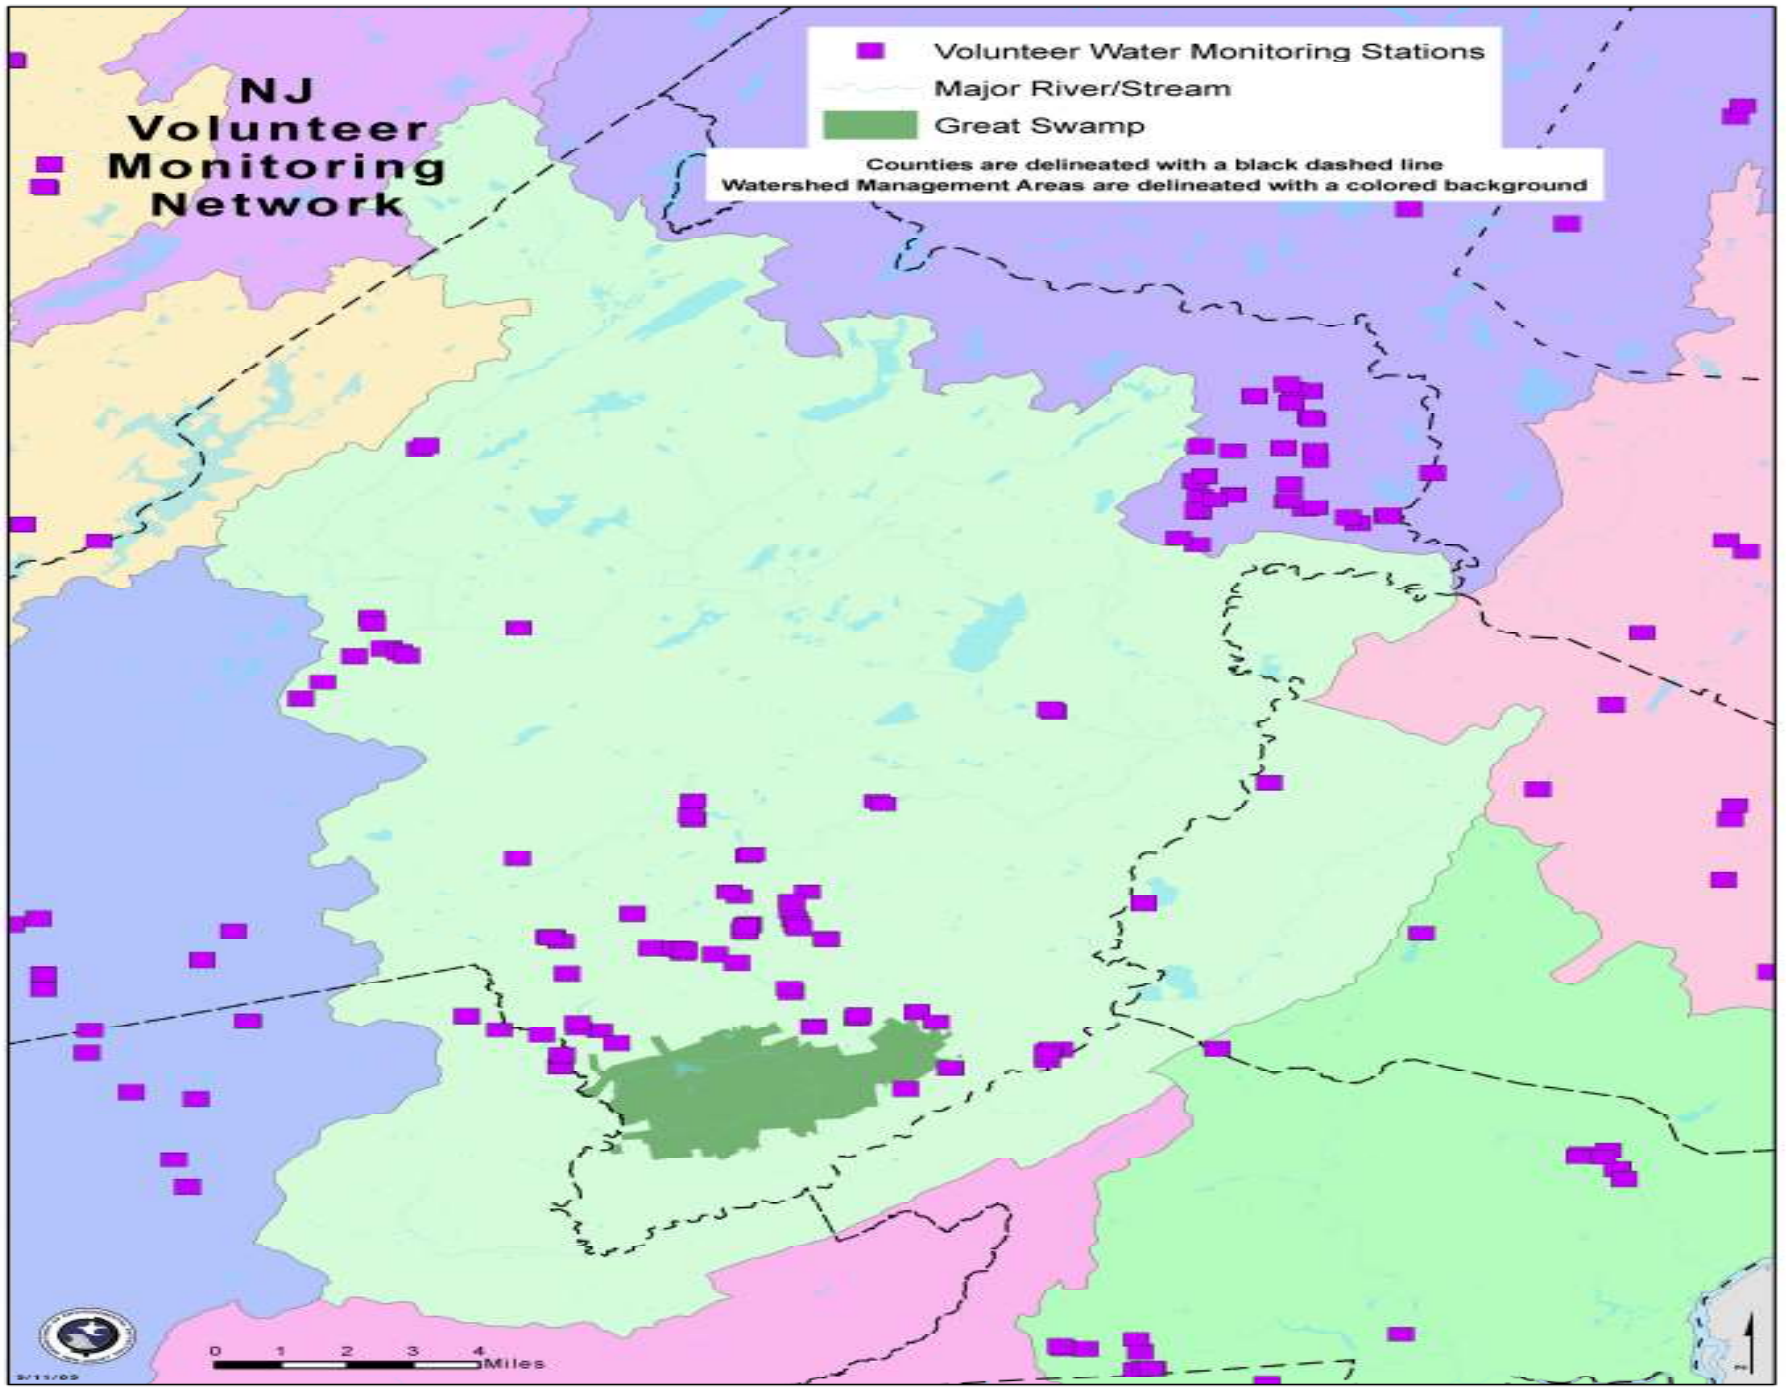 NJ
Volunteer
Monitoring
Network
Volunteer Water Monitoring Stations
Major River/Stream
Great Swamp
Counties are delineated with a black dashed line
Watershed Management Areas are delineated with a colored background
0 1 2 3 4
Miles